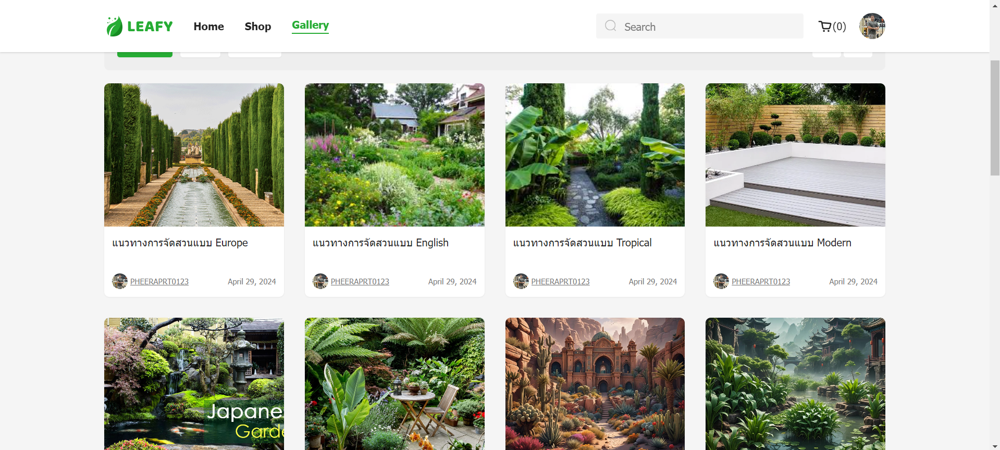 LEAFY
Home
Shop
Gallery
Search
(0)
แนวทางการจัดสวนแบบ Europe
PHEERAPRT0123
April 29, 2024
แนวทางการจัดสวนแบบ English
PHEERAPRT0123
April 29, 2024
แนวทางการจัดสวนแบบ Tropical
PHEERAPRT0123
April 29, 2024
แนวทางการจัดสวนแบบ Modern
PHEERAPRT0123
April 29, 2024
Japane
Garde